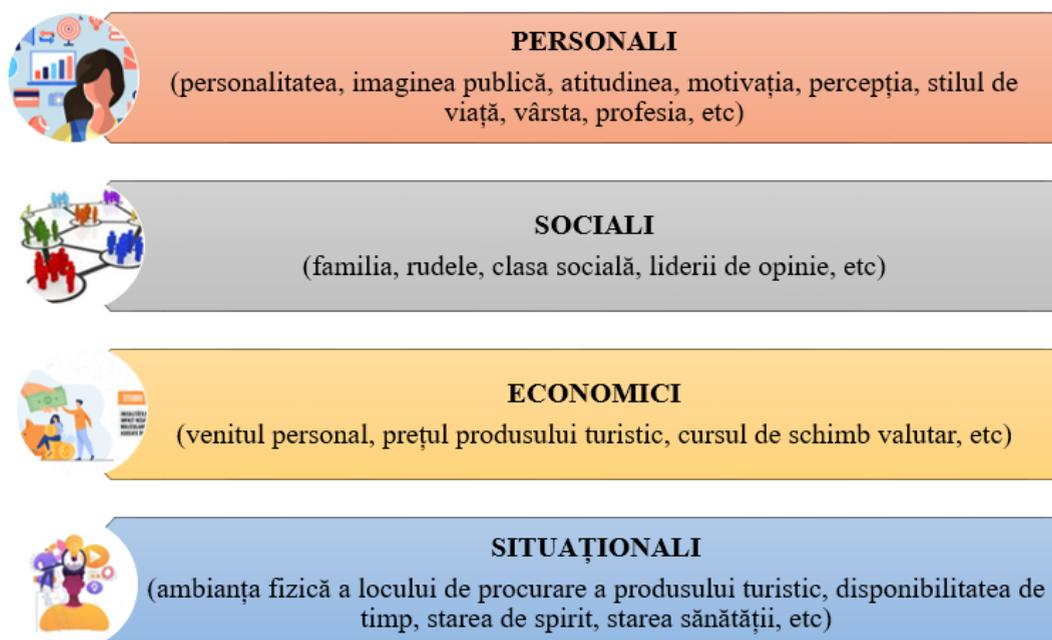 PERSONALI
(personalitatea, imaginea publică, atitudinea, motivația, percepția, stilul de
viață, vârsta, profesia, etc)
SOCIALI
(familia, rudele, clasa socială, liderii de opinie, etc)
ECONOMICI
(venitul personal, prețul produsului turistic, cursul de schimb valutar, etc)
SITUAȚIONALI
(ambianța fizică a locului de procurare a produsului turistic, disponibilitatea de
timp, starea de spirit, starea sănătății, etc)